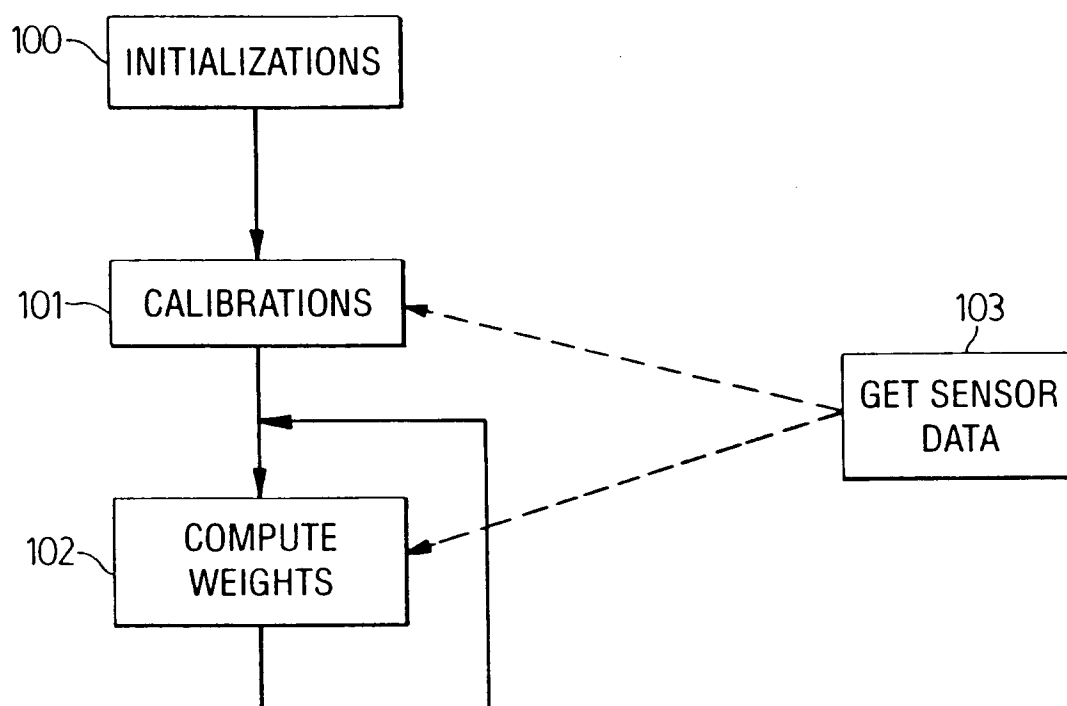 100
INITIALIZATIONS
101
CALIBRATIONS
103
GET SENSOR
DATA
102
COMPUTE
WEIGHTS